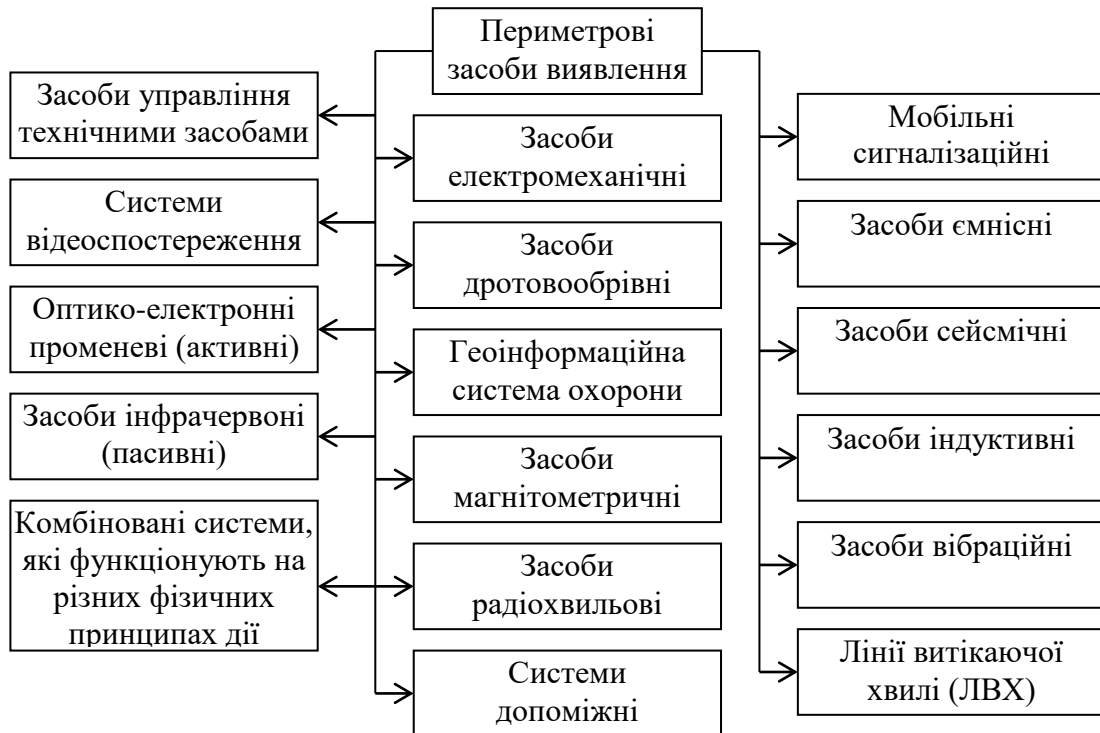 Периметрові
засоби виявлення
Засоби управління
технічними засобами
Системи
відеоспостереження
Оптико-електронні
променеві (активні)
Засоби інфрачервоні
(пасивні)
Комбіновані системи,
які функціонують на
різних фізичних
принципах дії
Засоби
електромеханічні
Засоби
дротовообрівні
Геоінформаційна
система охорони
Засоби
магнітометричні
Засоби
радіохвильові
Системи
допоміжні
Мобільні
сигналізаційні
Засоби ємнісні
Засоби сейсмічні
Засоби індуктивні
Засоби вібраційні
Лінії витікаючої
хвилі (ЛВХ)